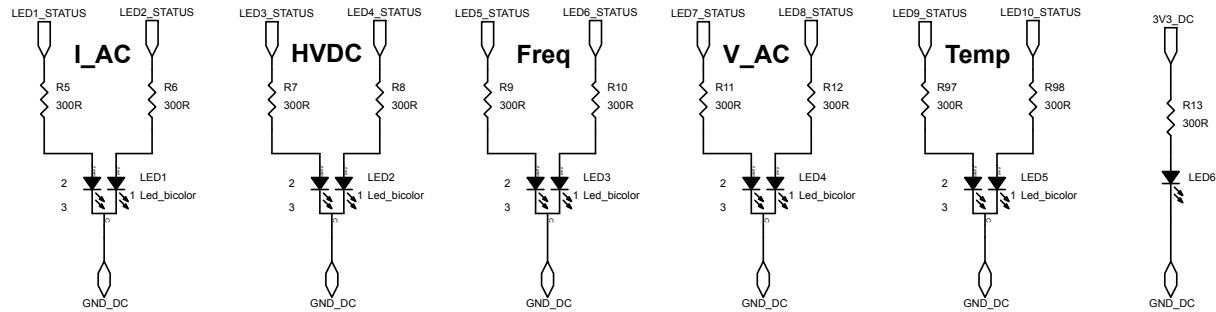 LED1_STATUS LED2_STATUS LED3_STATUS LED4_STATUS LED5_STATUS LED6_STATUS LED7_STATUS LED8_STATUS LED9_STATUS LED10_STATUS
3V3_DC
I_AC HVDC Freq V_AC Temp
R5 R6 R7 R8 R9 R10 R11 R12 R97 R98
300R 300R 300R 300R 300R 300R 300R 300R 300R 300R
R13
300R
LED1 LED2 LED3 LED4 LED5 LED6
2 2 2 2 2
1 Led_bicolor 1 Led_bicolor 1 Led_bicolor 1 Led_bicolor 1 Led_bicolor
3 3 3 3 3
C C C C C
GND_DC GND_DC GND_DC GND_DC GND_DC GND_DC